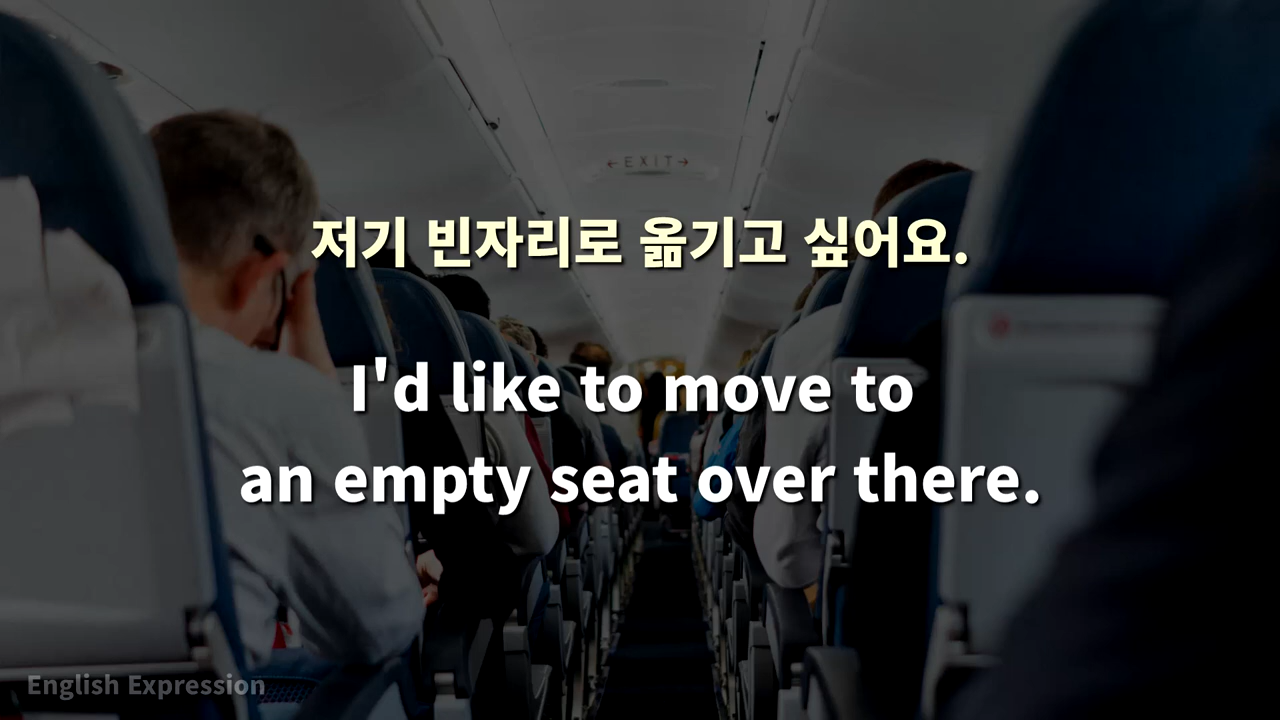 ←EXIT→
저기 빈자리로 옮기고 싶어요.
I'd like to move to
an empty seat over there.
English Expression